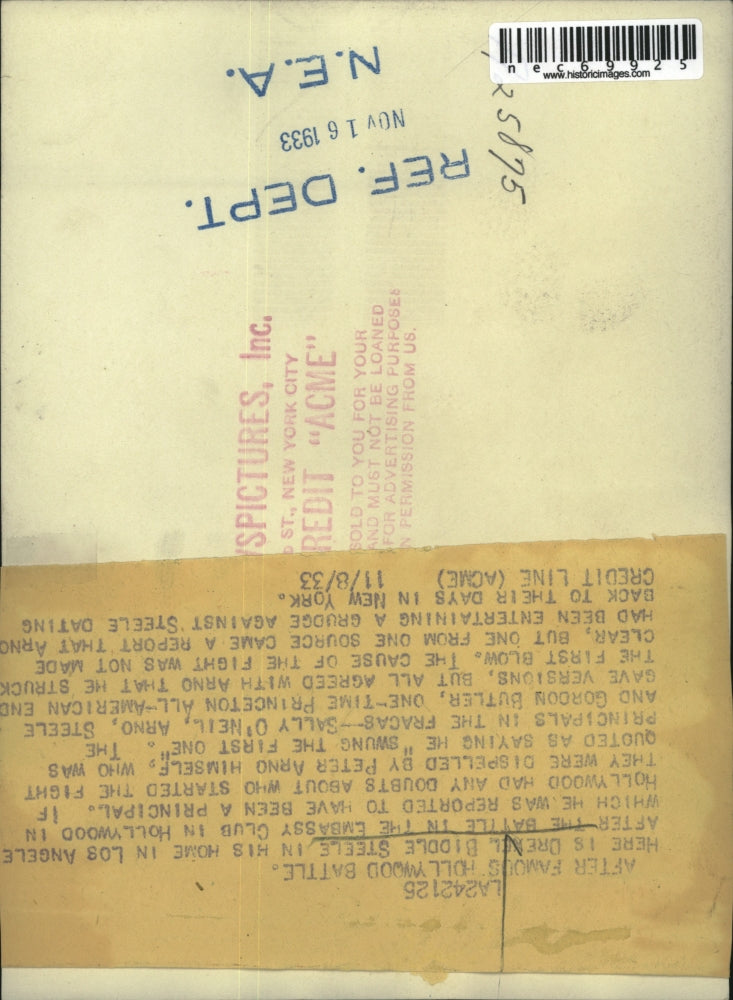 nec69925
www.historicimages.com
25875
N.E.A.
NOV 16 1933
REF. DEPT.
SPICTURES, Inc.
ST., NEW YORK CITY
REDIT "ACME"
SOLD TO YOU FOR YOUR
AND MUST NOT BE LOANED
FOR ADVERTISING PURPOSES
N PERMISSION FROM US.
LA242125
AFTER FAMOUS HOLLYWOOD BATTLE.
HERE IS DREXEL BIDDLE STEELE IN HIS HOME IN LOS ANGELE
AFTER THE BATTLE IN THE EMBASSY CLUB IN HOLLYWOOD IN
WHICH HE WAS REPORTED TO HAVE BEEN A PRINCIPAL. IF
HOLLYWOOD HAD ANY DOUBTS ABOUT WHO STARTED THE FIGHT
THEY WERE DISPELLED BY PETER ARNO HIMSELF, WHO WAS
QUOTED AS SAYING HE "SWUNG THE FIRST ONE". THE
PRINCIPALS IN THE FRACAS--SALLY O'NEIL, ARNO, STEELE
AND GORDON BUTLER, ONE-TIME PRINCETON ALL-AMERICAN END
GAVE VERSIONS, BUT ALL AGREED WITH ARNO THAT HE STRUCK
THE FIRST BLOW. THE CAUSE OF THE FIGHT WAS NOT MADE
CLEAR, BUT ONE FROM ONE SOURCE CAME A REPORT THAT ARNO
HAD BEEN ENTERTAINING A GRUDGE AGAINST STEELE DATING
BACK TO THEIR DAYS IN NEW YORK.
CREDIT LINE (ACME) 11/8/33